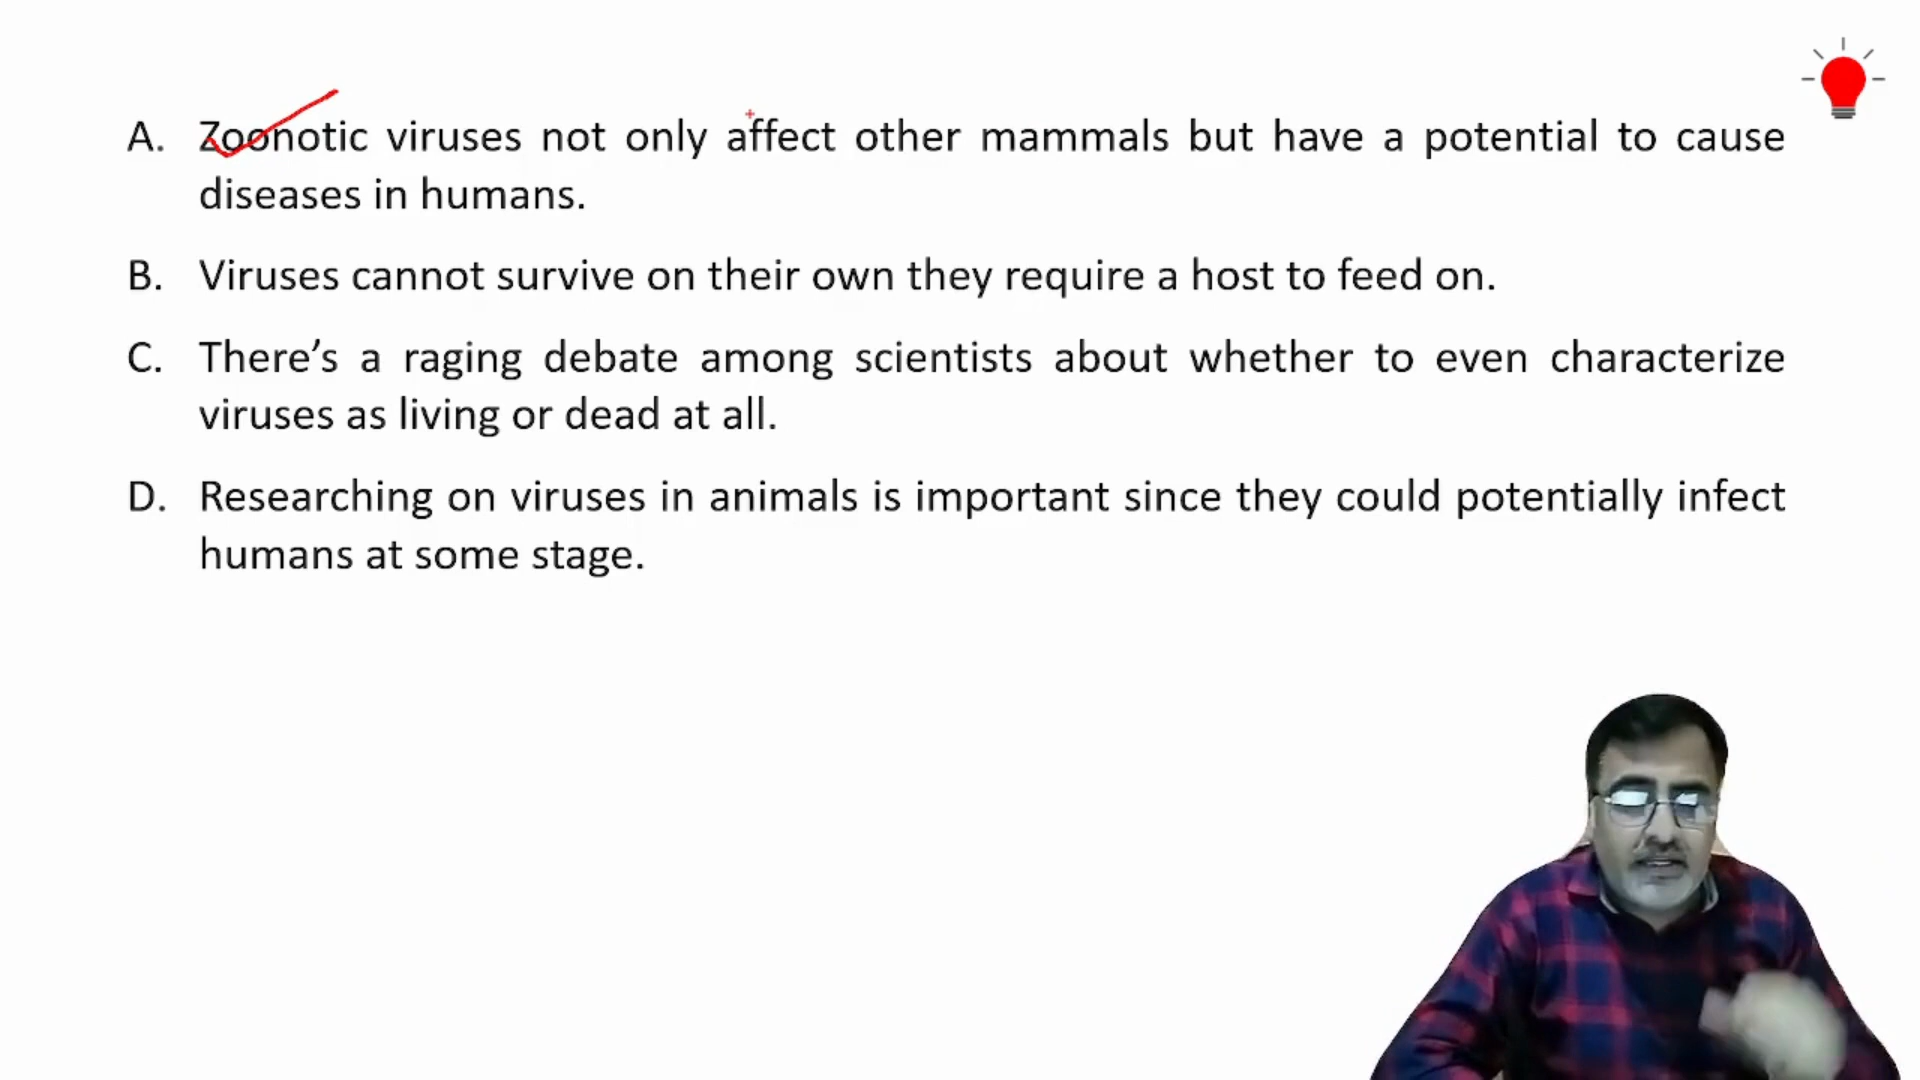 A. Zoonotic viruses not only affect other mammals but have a potential to cause
diseases in humans.
B. Viruses cannot survive on their own they require a host to feed on.
C. There’s a raging debate among scientists about whether to even characterize
viruses as living or dead at all.
D. Researching on viruses in animals is important since they could potentially infect
humans at some stage.